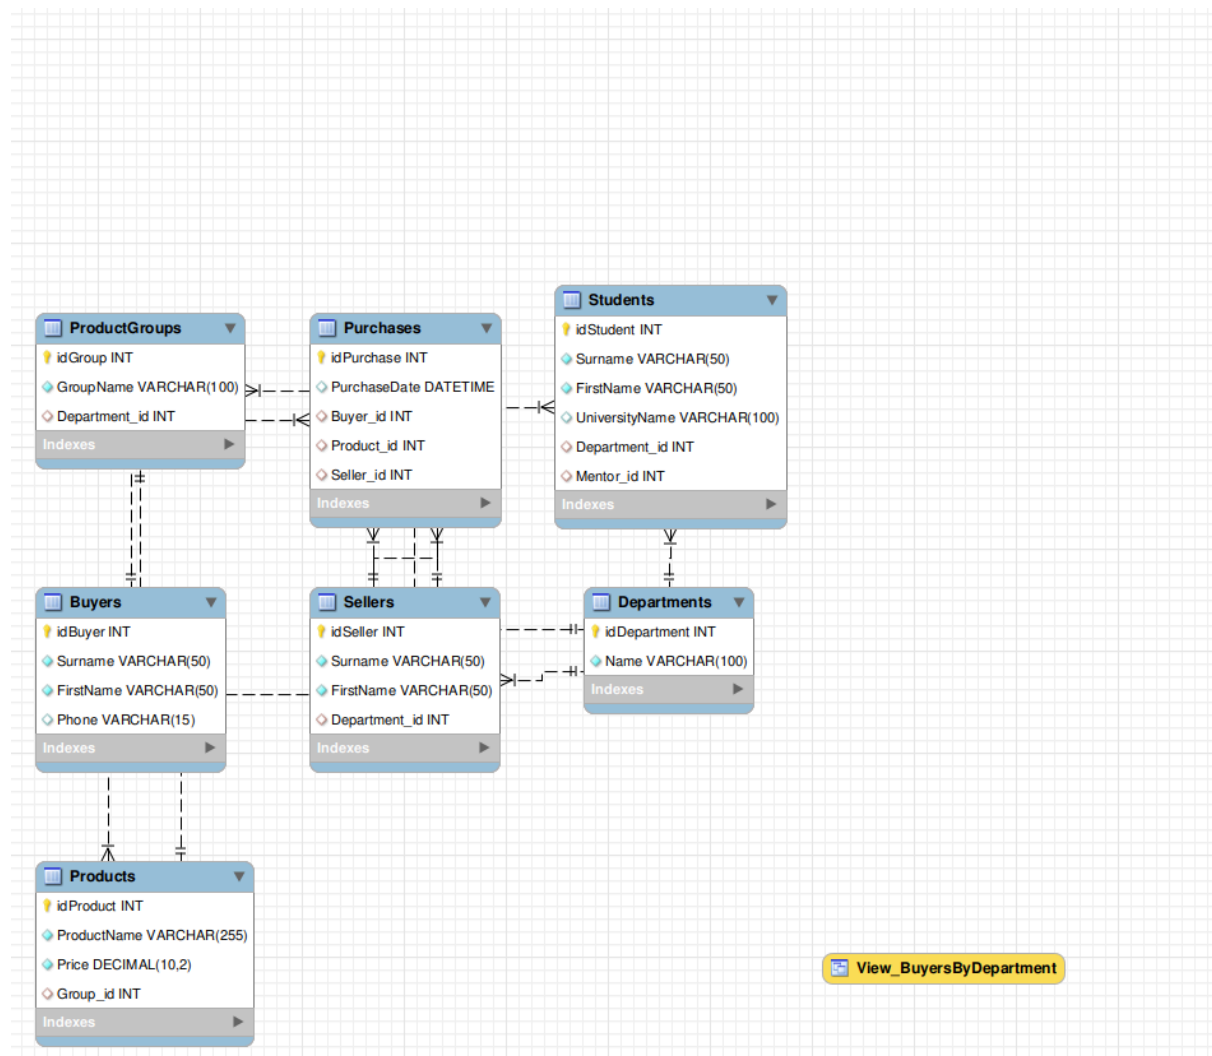 ProductGroups
idGroup INT
GroupName VARCHAR(100)
Department_id INT
Indexes
Purchases
idPurchase INT
PurchaseDate DATETIME
Buyer_id INT
Product_id INT
Seller_id INT
Indexes
Students
idStudent INT
Surname VARCHAR(50)
FirstName VARCHAR(50)
UniversityName VARCHAR(100)
Department_id INT
Mentor_id INT
Indexes
Buyers
idBuyer INT
Surname VARCHAR(50)
FirstName VARCHAR(50)
Phone VARCHAR(15)
Indexes
Sellers
idSeller INT
Surname VARCHAR(50)
FirstName VARCHAR(50)
Department_id INT
Indexes
Departments
idDepartment INT
Name VARCHAR(100)
Indexes
Products
idProduct INT
ProductName VARCHAR(255)
Price DECIMAL(10,2)
Group_id INT
Indexes
View_BuyersByDepartment